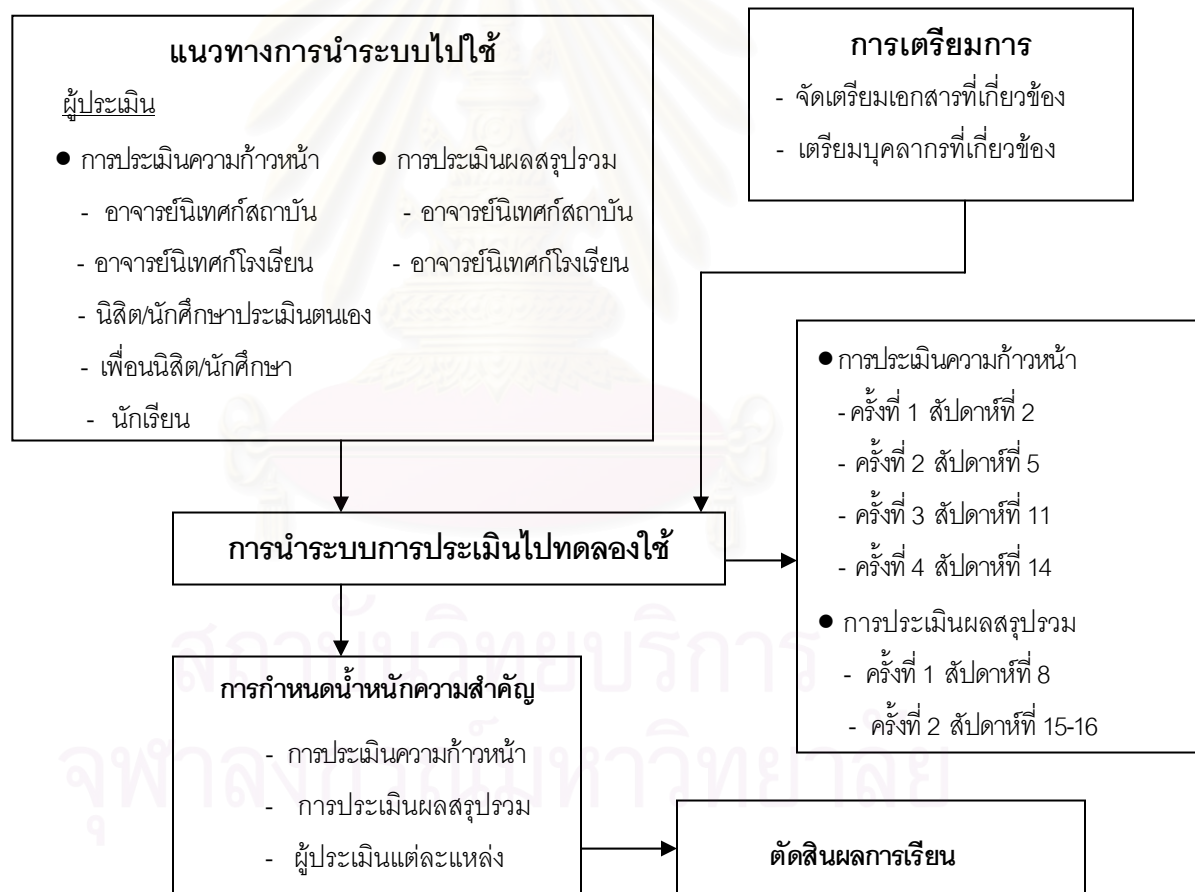 แนวทางการนำระบบไปใช้
ผู้ประเมิน
● การประเมินความก้าวหน้า ● การประเมินผลสรุปรวม
- อาจารย์นิเทศก์สถาบัน - อาจารย์นิเทศก์สถาบัน
- อาจารย์นิเทศก์โรงเรียน - อาจารย์นิเทศก์โรงเรียน
- นิสิต/นักศึกษาประเมินตนเอง
- เพื่อนนิสิต/นักศึกษา
- นักเรียน
การเตรียมการ
- จัดเตรียมเอกสารที่เกี่ยวข้อง
- เตรียมบุคลากรที่เกี่ยวข้อง
การนำระบบการประเมินไปทดลองใช้
● การประเมินความก้าวหน้า
- ครั้งที่ 1 สัปดาห์ที่ 2
- ครั้งที่ 2 สัปดาห์ที่ 5
- ครั้งที่ 3 สัปดาห์ที่ 11
- ครั้งที่ 4 สัปดาห์ที่ 14
● การประเมินผลสรุปรวม
- ครั้งที่ 1 สัปดาห์ที่ 8
- ครั้งที่ 2 สัปดาห์ที่ 15-16
การกำหนดน้ำหนักความสำคัญ
- การประเมินความก้าวหน้า
- การประเมินผลสรุปรวม
- ผู้ประเมินแต่ละแหล่ง
ตัดสินผลการเรียน
สถาบันวิทยบริการ
จุฬาลงกรณ์มหาวิทยาลัย